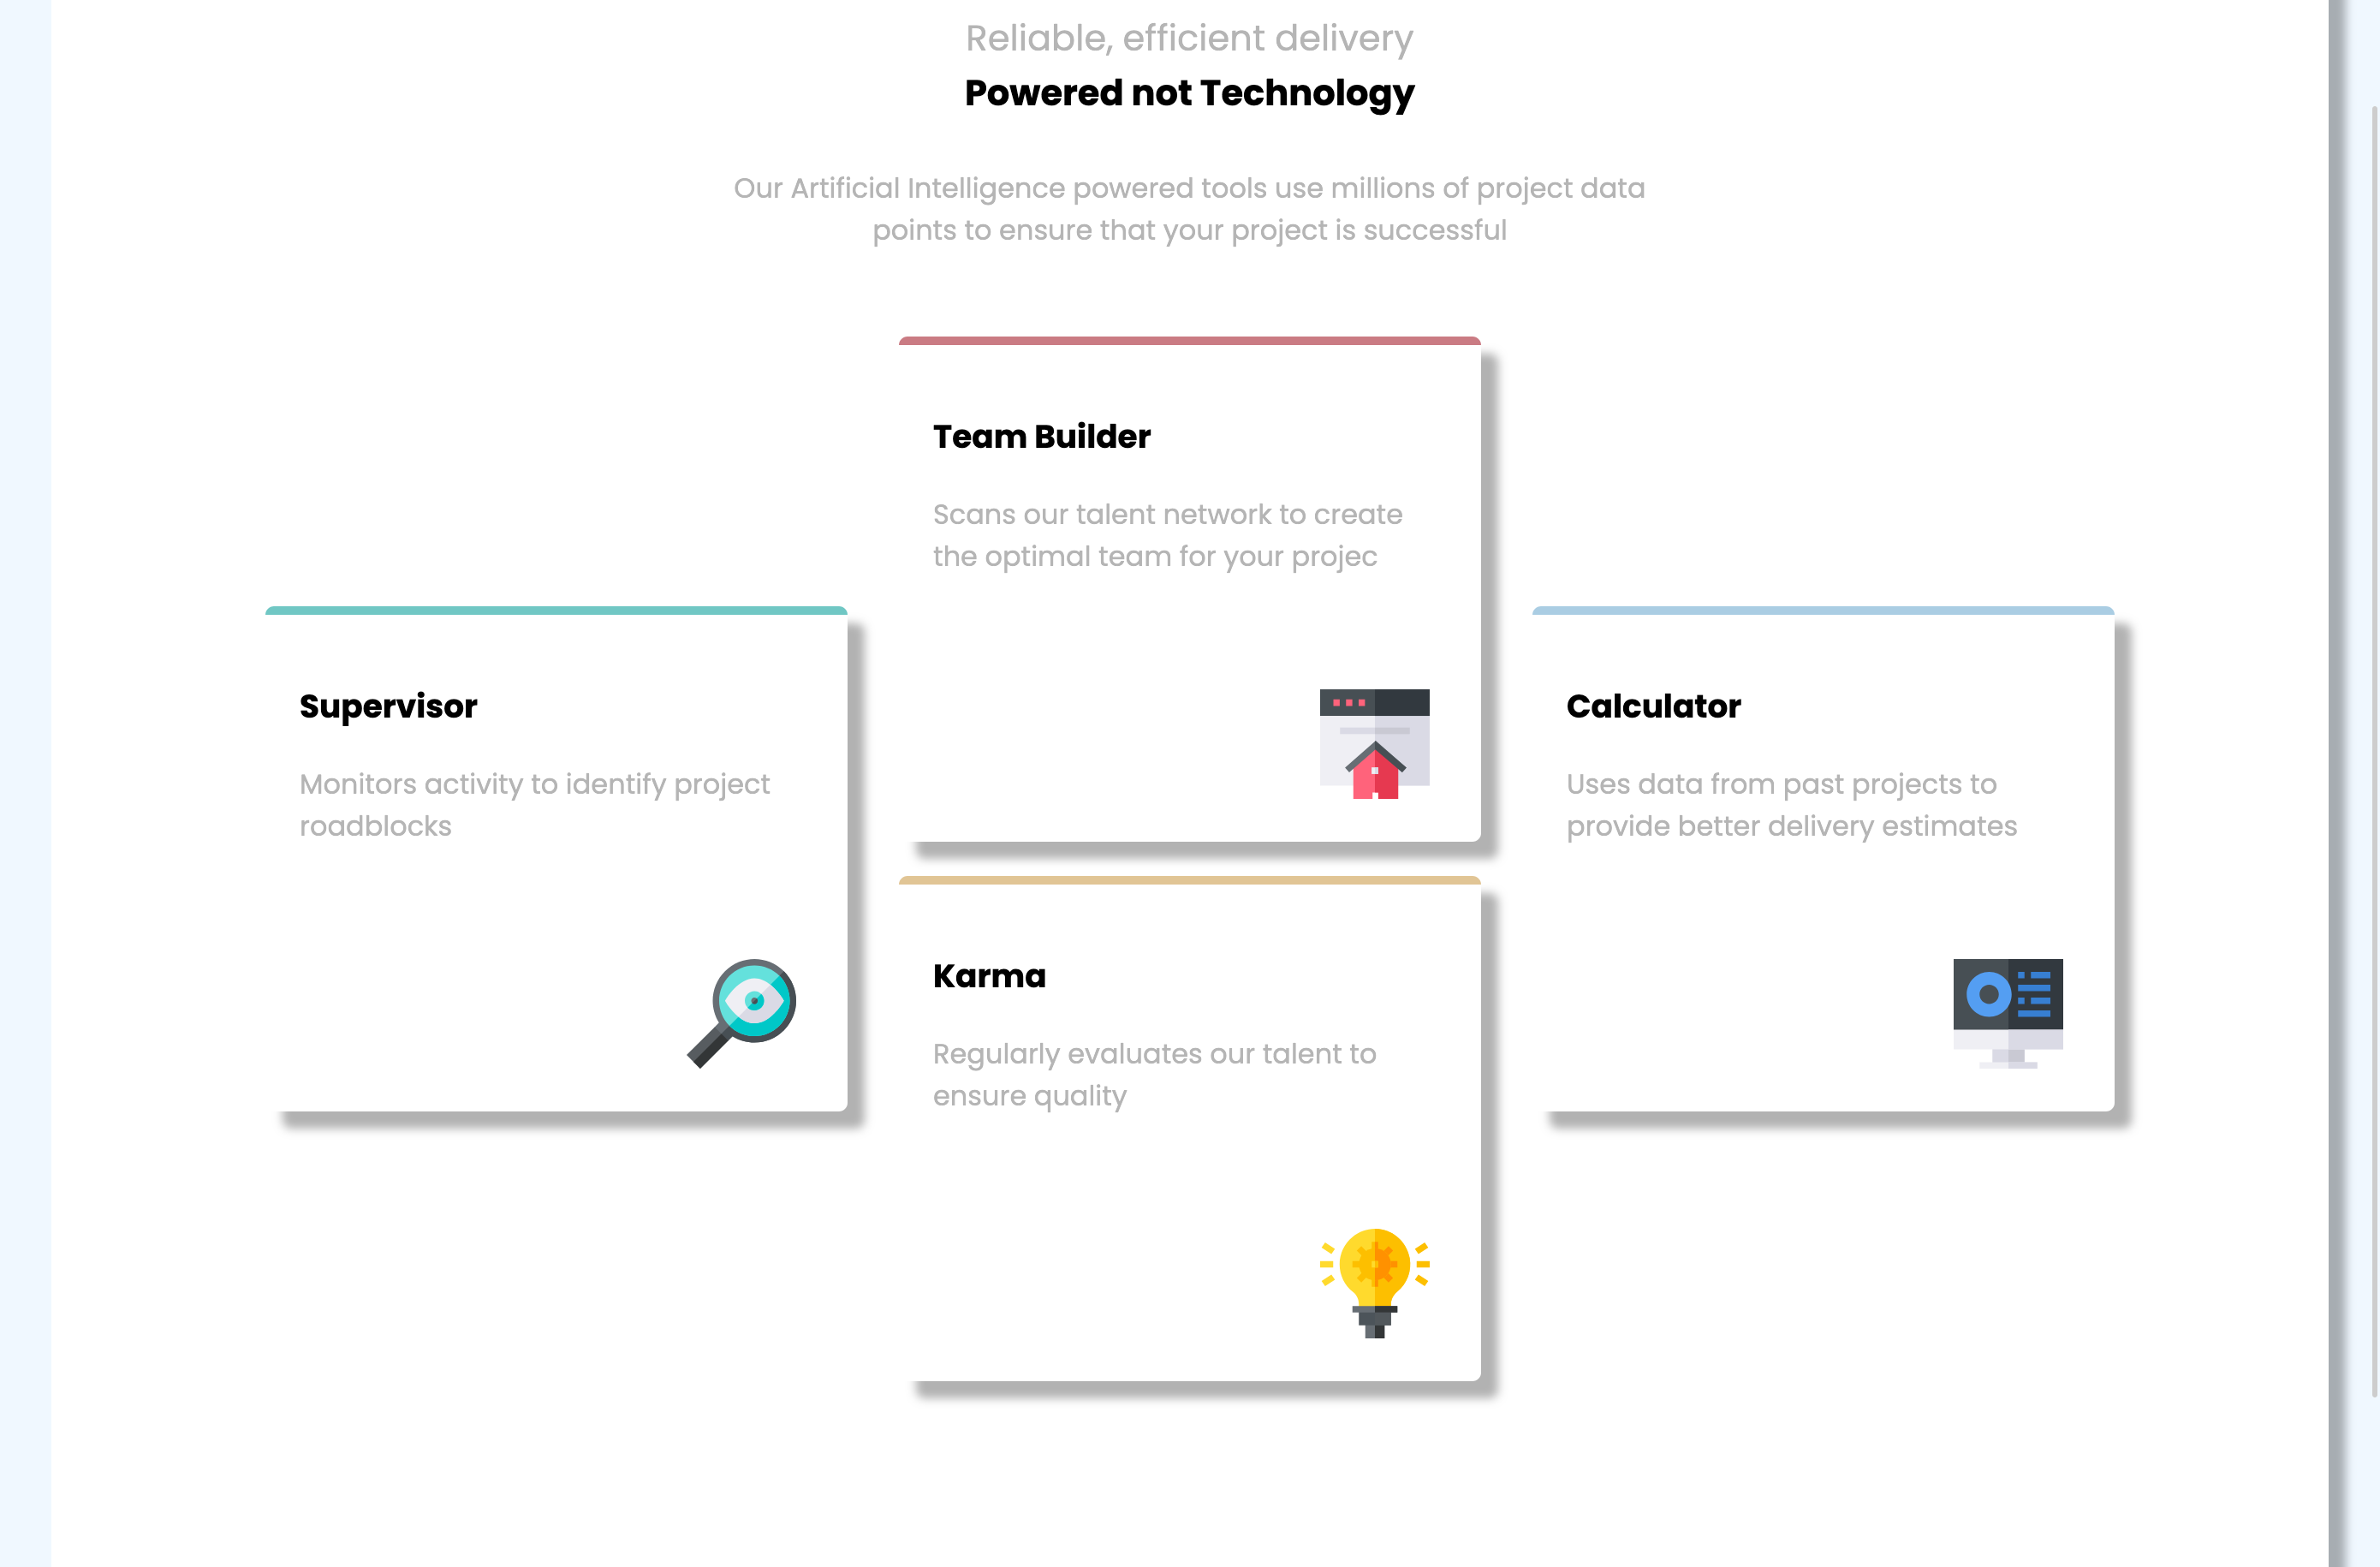 Reliable, efficient delivery
Powered not Technology
Our Artificial Intelligence powered tools use millions of project data
points to ensure that your project is successful
Team Builder
Scans our talent network to create
the optimal team for your projec
Supervisor
Monitors activity to identify project
roadblocks
Calculator
Uses data from past projects to
provide better delivery estimates
Karma
Regularly evaluates our talent to
ensure quality